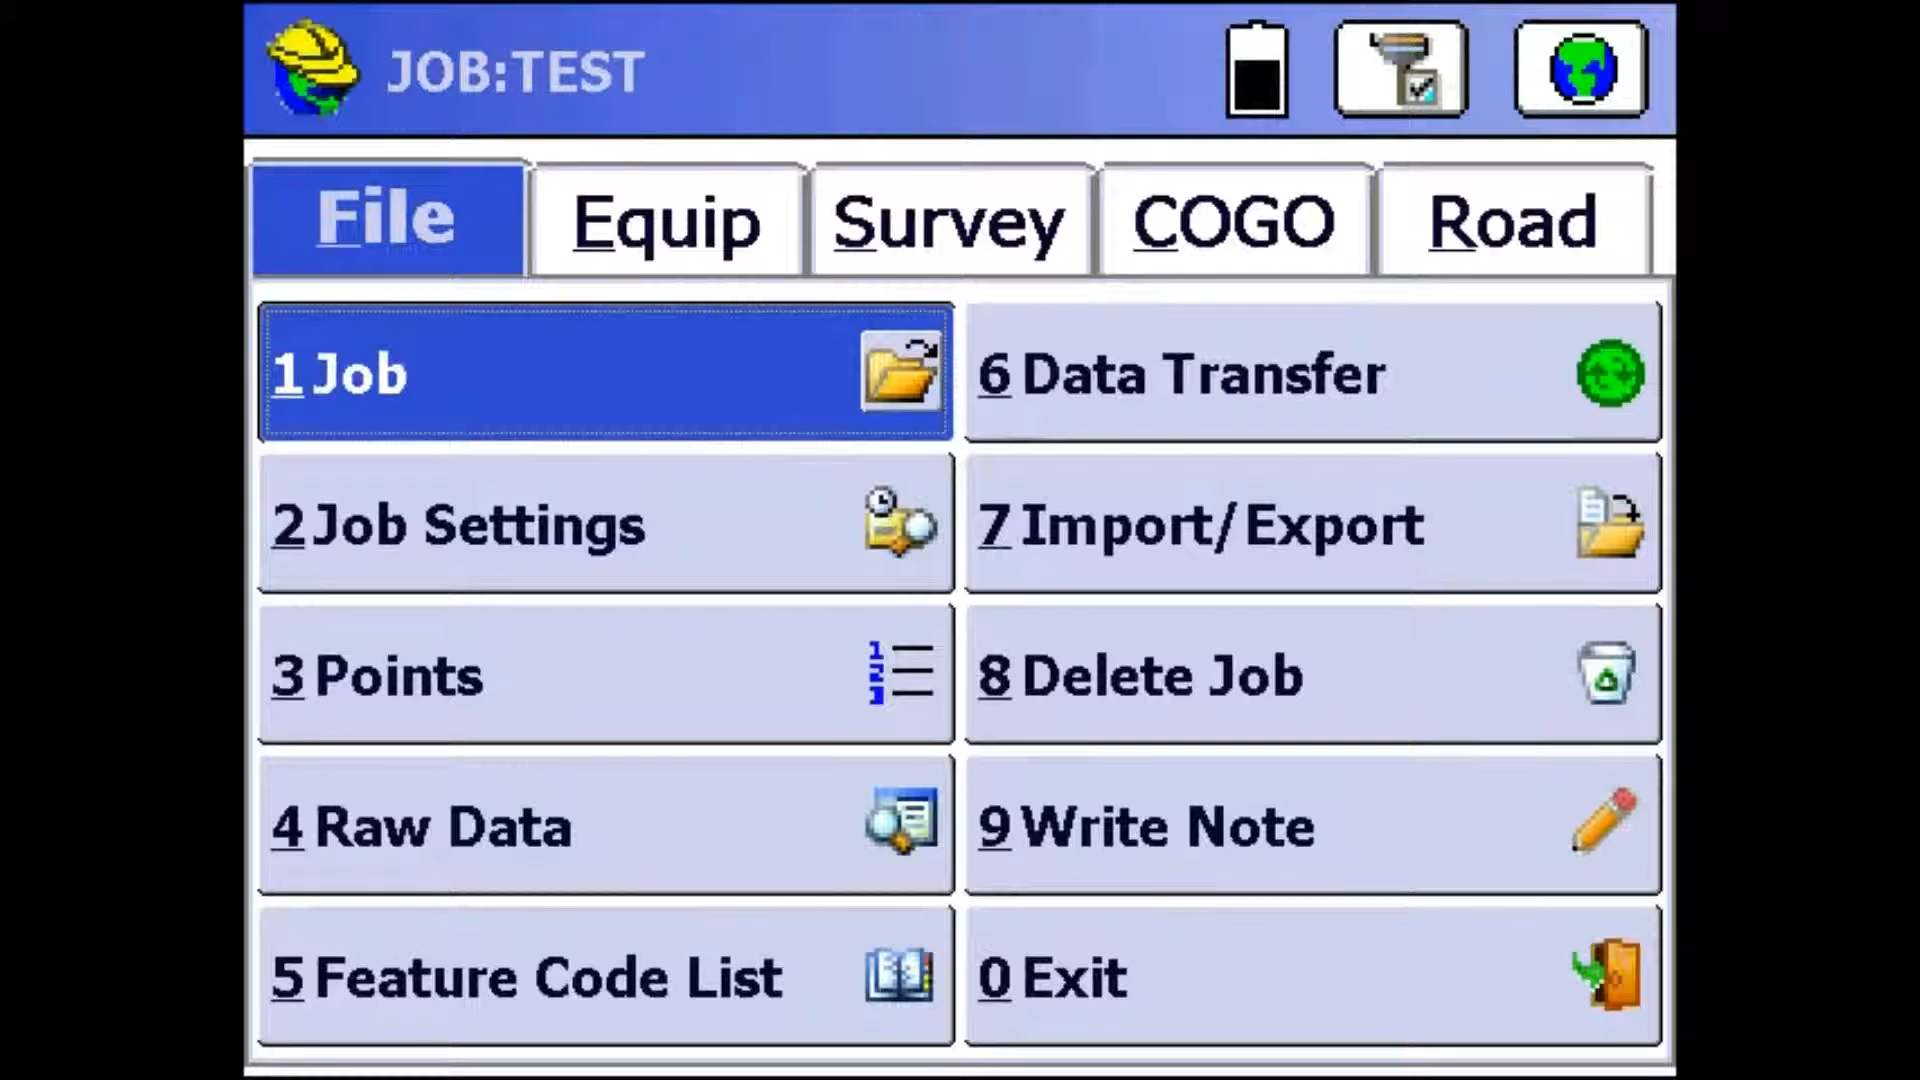 JOB:TEST
File Equip Survey COGO Road
1 Job
6 Data Transfer
2 Job Settings
7 Import/Export
3 Points
8 Delete Job
4 Raw Data
9 Write Note
5 Feature Code List
0 Exit